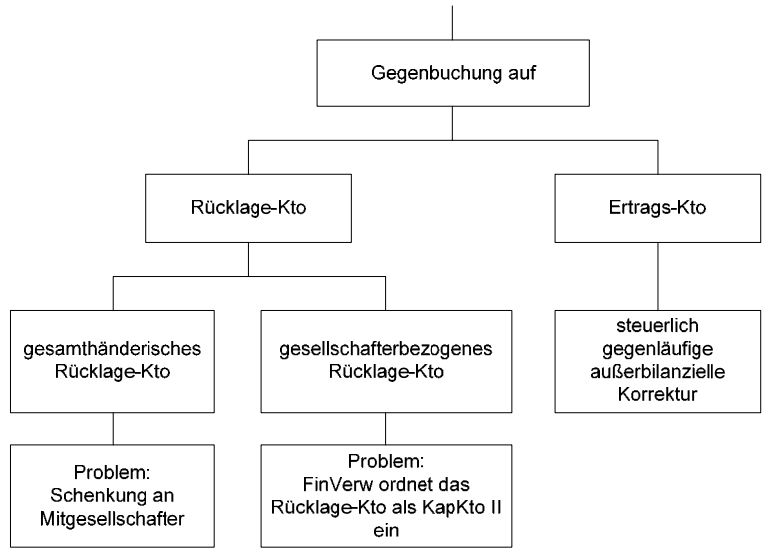 Gegenbuchung auf
Rücklage-Kto
Ertrags-Kto
gesamthänderisches
Rücklage-Kto
gesellschafterbezogenes
Rücklage-Kto
steuerlich
gegenläufige
außerbilanzielle
Korrektur
Problem:
Schenkung an
Mitgesellschafter
Problem:
FinVerw ordnet das
Rücklage-Kto als KapKto II
ein